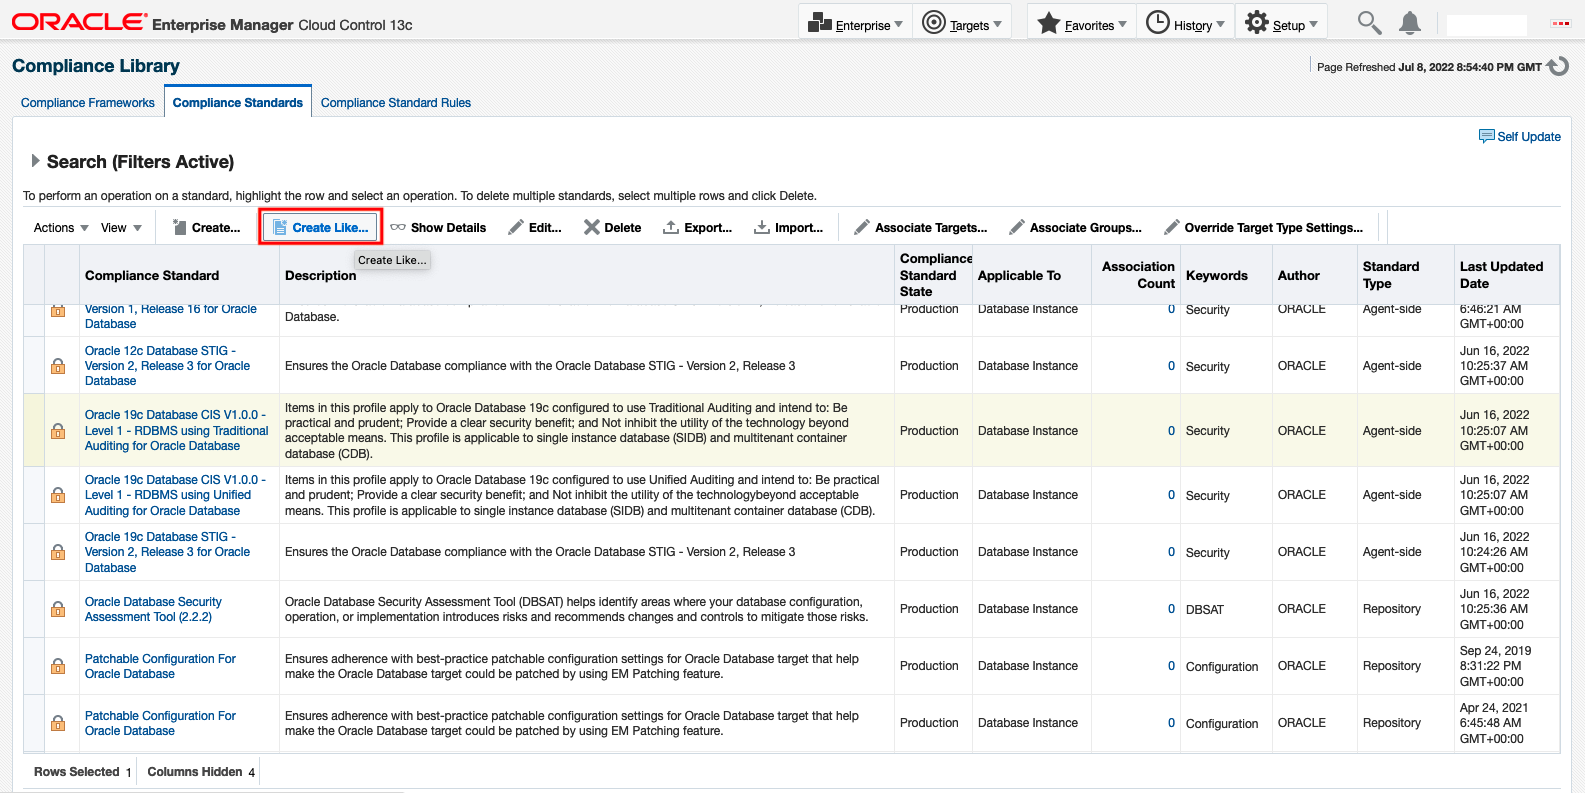 ORACLE Enterprise Manager Cloud Control 13c
Enterprise Targets Favorites History Setup
Compliance Library
Page Refreshed Jul 8, 2022 8:54:40 PM GMT
Compliance Frameworks Compliance Standards Compliance Standard Rules
Self Update
Search (Filters Active)
To perform an operation on a standard, highlight the row and select an operation. To delete multiple standards, select multiple rows and click Delete.
Actions View Create... Create Like... Show Details Edit... Delete Export... Import... Associate Targets... Associate Groups... Override Target Type Settings...
Create Like...
Compliance Standard
Description
Compliance
Standard
State
Applicable To
Association
Count
Keywords
Author
Standard
Type
Last Updated
Date
Version 1, Release 16 for Oracle
Database
Database.
Production
Database Instance
0
Security
ORACLE
Agent-side
6:46:21 AM
GMT+00:00
Oracle 12c Database STIG -
Version 2, Release 3 for Oracle
Database
Ensures the Oracle Database compliance with the Oracle Database STIG - Version 2, Release 3
Production
Database Instance
0
Security
ORACLE
Agent-side
Jun 16, 2022
10:25:37 AM
GMT+00:00
Oracle 19c Database CIS V1.0.0 -
Level 1 - RDBMS using Traditional
Auditing for Oracle Database
Items in this profile apply to Oracle Database 19c configured to use Traditional Auditing and intend to: Be
practical and prudent; Provide a clear security benefit; and Not inhibit the utility of the technology beyond
acceptable means. This profile is applicable to single instance database (SIDB) and multitenant container
database (CDB).
Production
Database Instance
0
Security
ORACLE
Agent-side
Jun 16, 2022
10:25:07 AM
GMT+00:00
Oracle 19c Database CIS V1.0.0 -
Level 1 - RDBMS using Unified
Auditing for Oracle Database
Items in this profile apply to Oracle Database 19c configured to use Unified Auditing and intend to: Be practical
and prudent; Provide a clear security benefit; and Not inhibit the utility of the technologybeyond acceptable
means. This profile is applicable to single instance database (SIDB) and multitenant container database (CDB).
Production
Database Instance
0
Security
ORACLE
Agent-side
Jun 16, 2022
10:25:07 AM
GMT+00:00
Oracle 19c Database STIG -
Version 2, Release 3 for Oracle
Database
Ensures the Oracle Database compliance with the Oracle Database STIG - Version 2, Release 3
Production
Database Instance
0
Security
ORACLE
Agent-side
Jun 16, 2022
10:24:26 AM
GMT+00:00
Oracle Database Security
Assessment Tool (2.2.2)
Oracle Database Security Assessment Tool (DBSAT) helps identify areas where your database configuration,
operation, or implementation introduces risks and recommends changes and controls to mitigate those risks.
Production
Database Instance
0
DBSAT
ORACLE
Repository
Jun 16, 2022
10:25:36 AM
GMT+00:00
Patchable Configuration For
Oracle Database
Ensures adherence with best-practice patchable configuration settings for Oracle Database target that help
make the Oracle Database target could be patched by using EM Patching feature.
Production
Database Instance
0
Configuration
ORACLE
Repository
Sep 24, 2019
8:31:22 PM
GMT+00:00
Patchable Configuration For
Oracle Database
Ensures adherence with best-practice patchable configuration settings for Oracle Database target that help
make the Oracle Database target could be patched by using EM Patching feature.
Production
Database Instance
0
Configuration
ORACLE
Repository
Apr 24, 2021
6:45:48 AM
GMT+00:00
Rows Selected 1 Columns Hidden 4